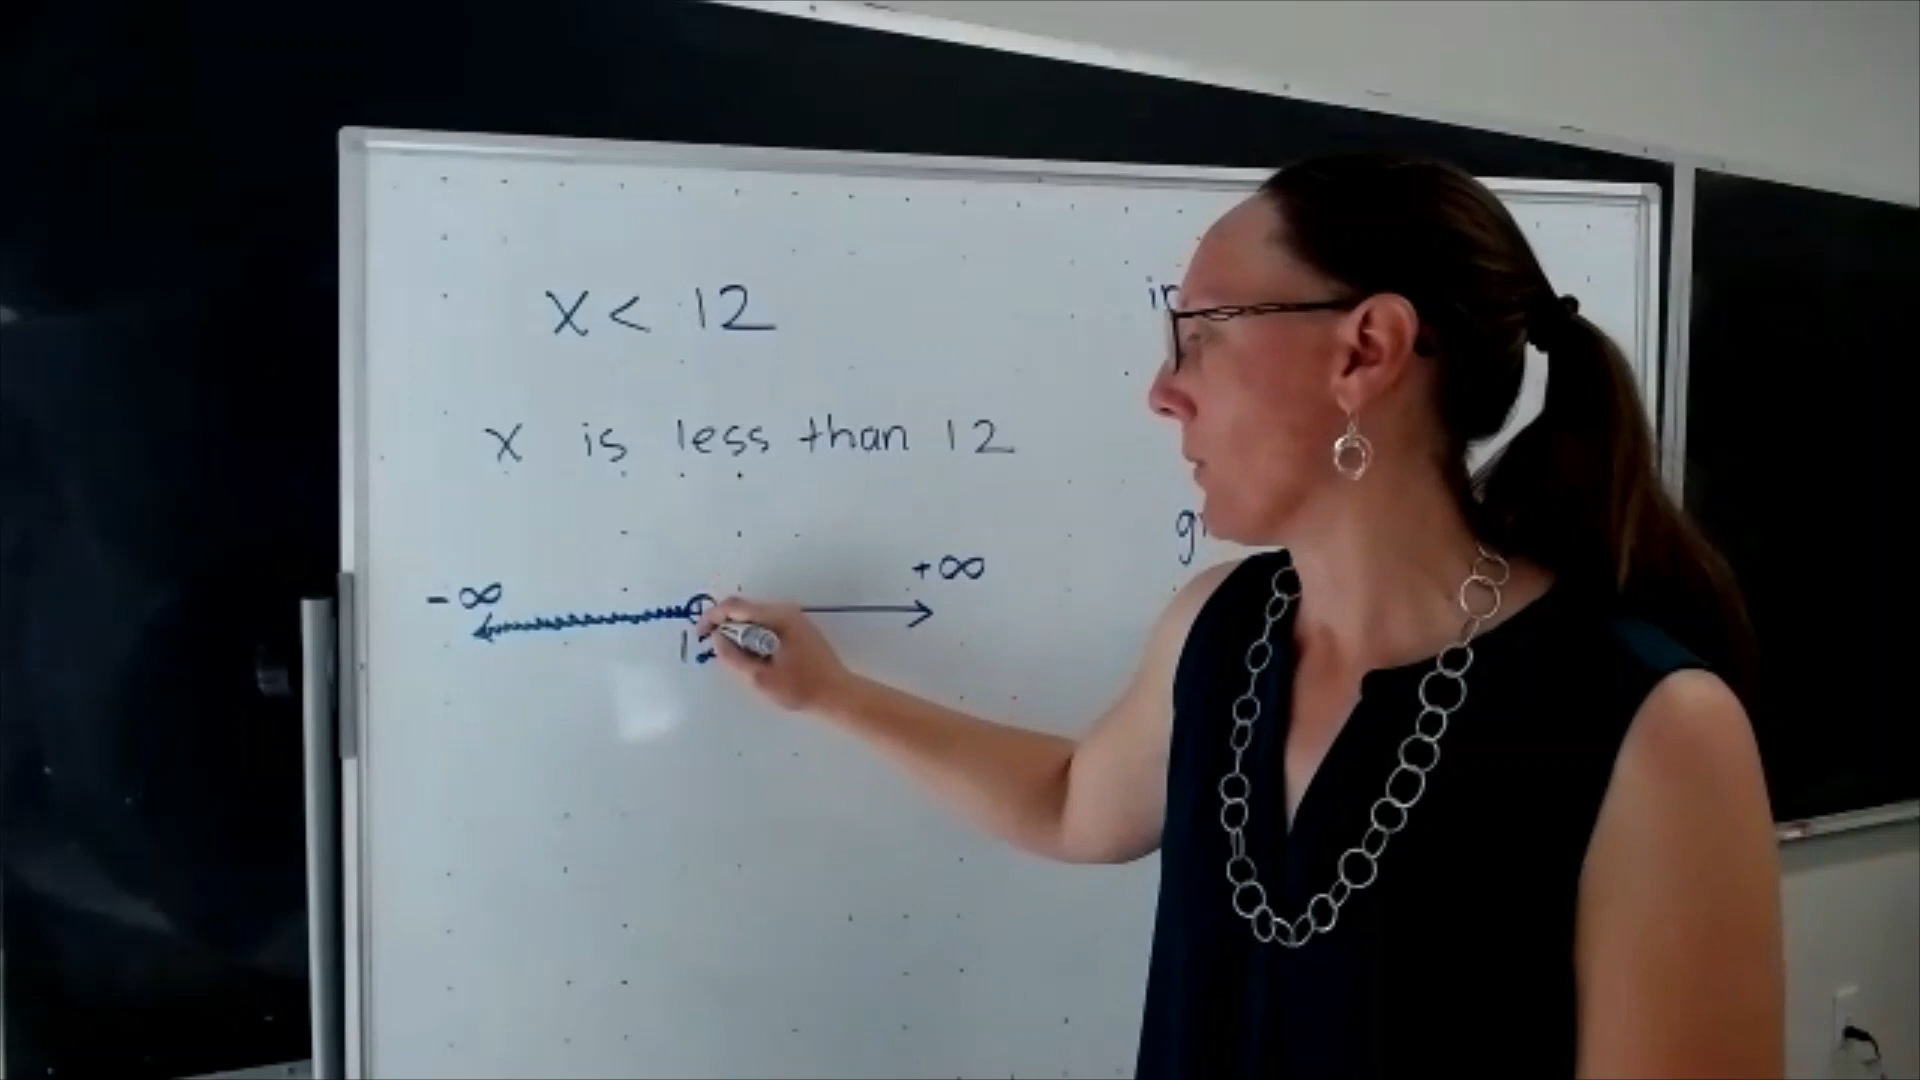 x < 12
x is less than 12
-∞ +∞
12